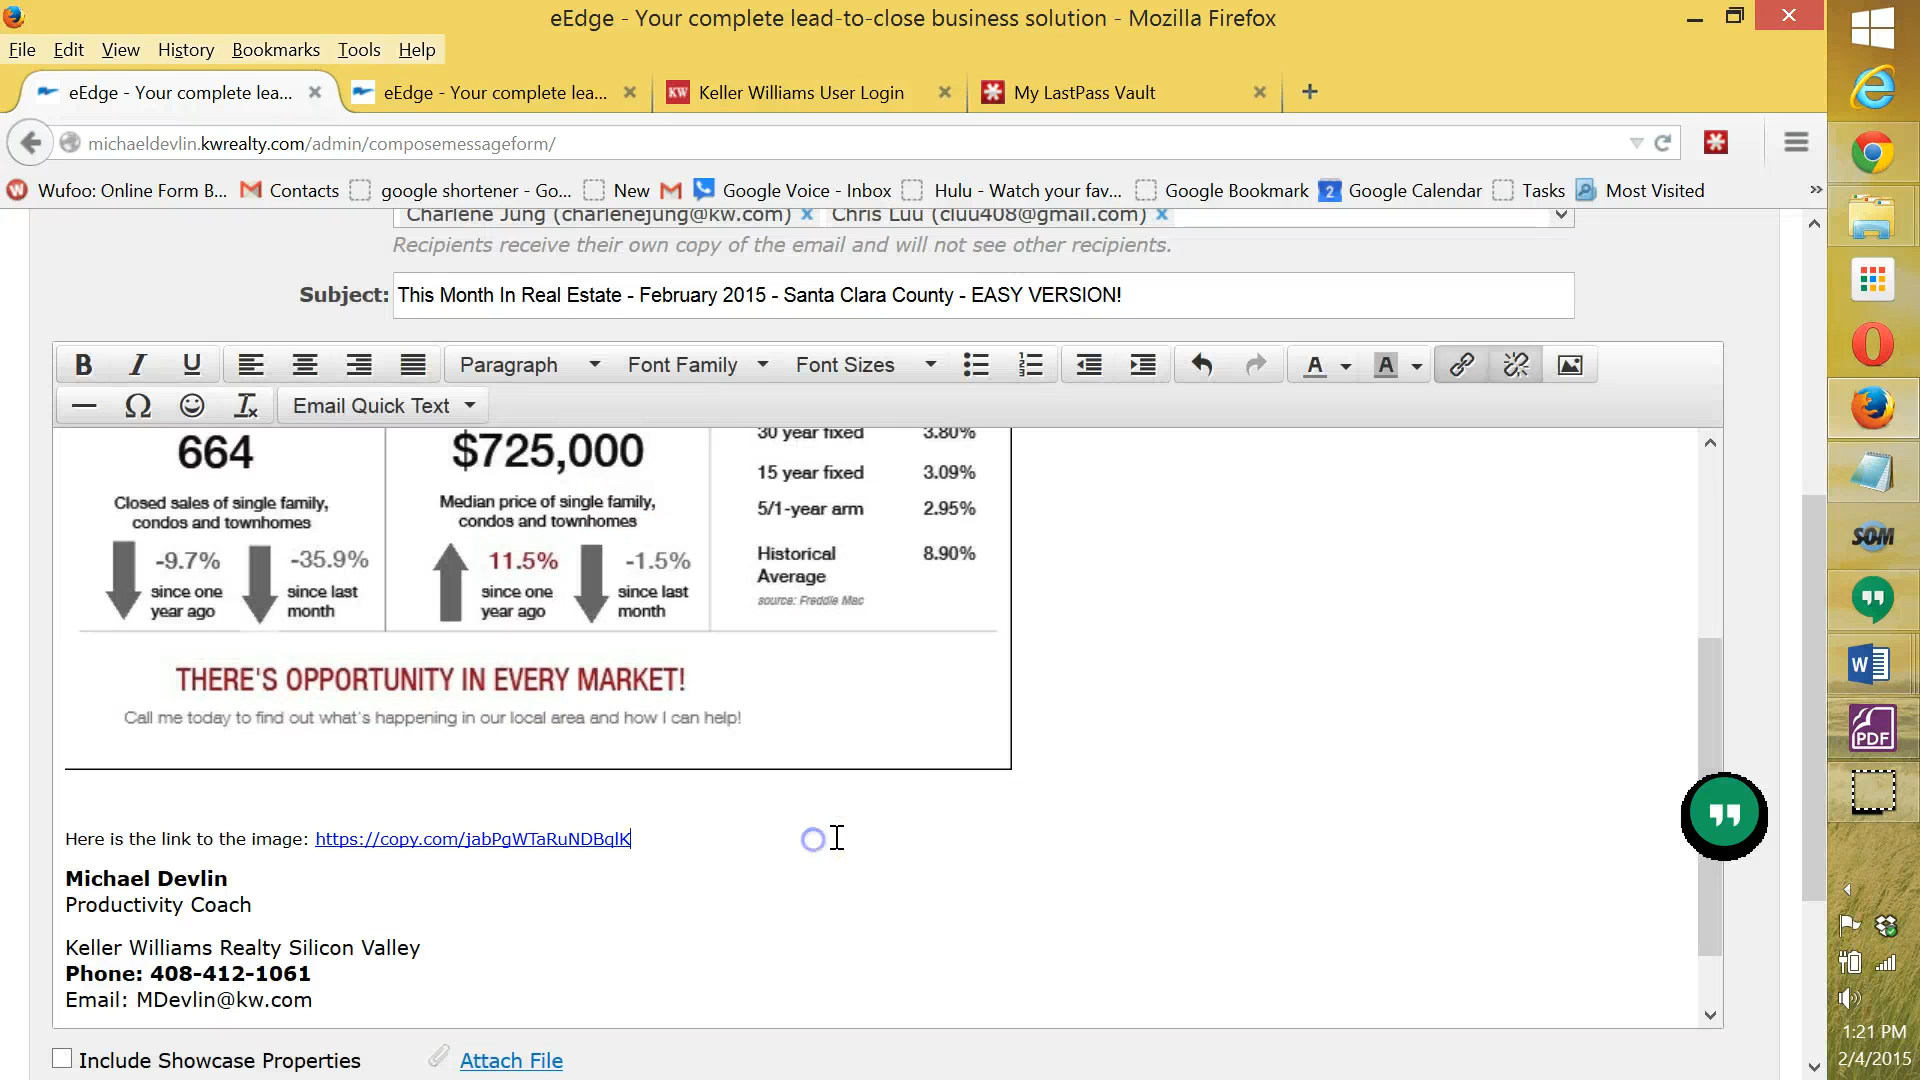 eEdge - Your complete lead-to-close business solution - Mozilla Firefox
File Edit View History Bookmarks Tools Help
eEdge - Your complete lea... eEdge - Your complete lea... KW Keller Williams User Login My LastPass Vault
michaeldevlin.kwrealty.com/admin/composemessageform/
Wufoo: Online Form B... Contacts google shortener - Go... New Google Voice - Inbox Hulu - Watch your fav... Google Bookmark 2 Google Calendar Tasks Most Visited
Charlene Jung (charlenejung@kw.com) Chris Luu (cluu408@gmail.com)
Recipients receive their own copy of the email and will not see other recipients.
Subject: This Month In Real Estate - February 2015 - Santa Clara County - EASY VERSION!
B I U Paragraph Font Family Font Sizes A A
Ω Email Quick Text
664 $725,000 30 year fixed 3.80%
15 year fixed 3.09%
Closed sales of single family, Median price of single family, 5/1-year arm 2.95%
condos and townhomes condos and townhomes
-9.7% -35.9% 11.5% -1.5% Historical 8.90%
Average
since one since last since one since last source: Freddie Mac
year ago month year ago month
THERE'S OPPORTUNITY IN EVERY MARKET!
Call me today to find out what's happening in our local area and how I can help!
Here is the link to the image: https://copy.com/jabPgWTaRuNDBqlK
Michael Devlin
Productivity Coach
Keller Williams Realty Silicon Valley
Phone: 408-412-1061
Email: MDevlin@kw.com
Include Showcase Properties Attach File
SOM
W
PDF
1:21 PM
2/4/2015